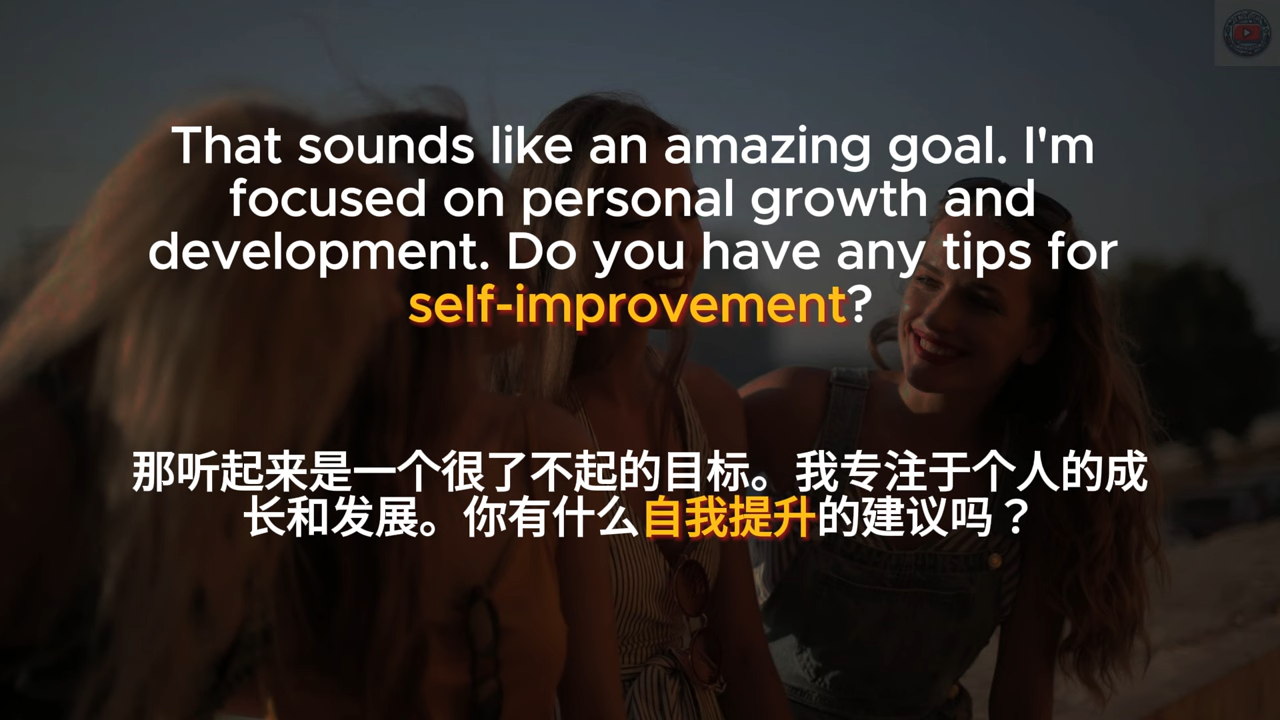 That sounds like an amazing goal. I'm
focused on personal growth and
development. Do you have any tips for
self-improvement?
那听起来是一个很了不起的目标。我专注于个人的成
长和发展。你有什么自我提升的建议吗？